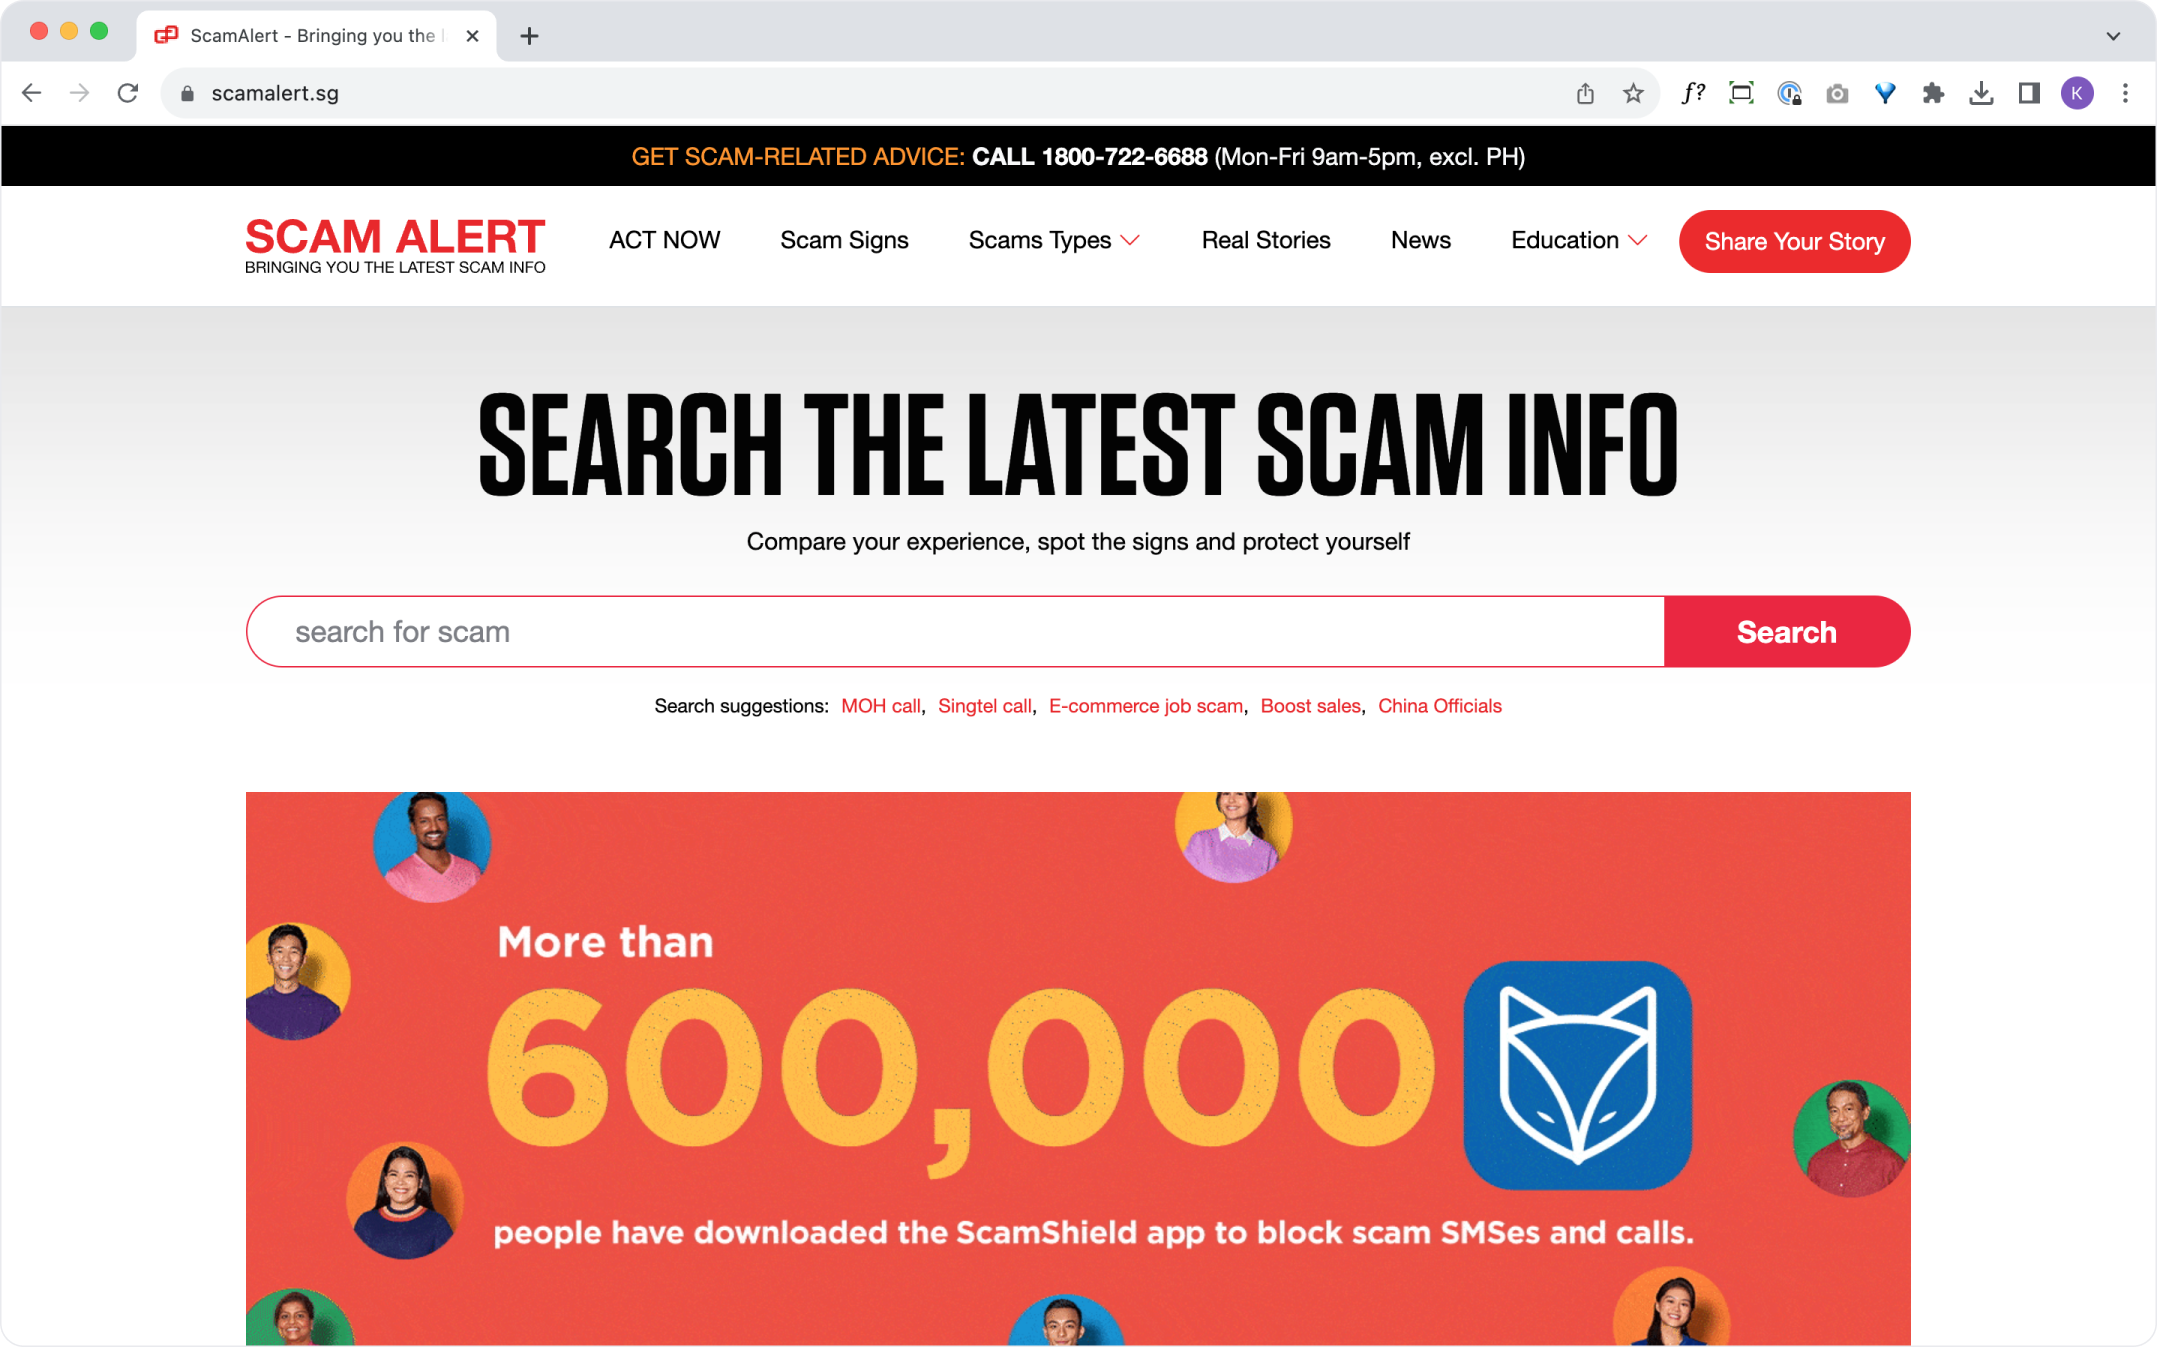 ScamAlert - Bringing you the
scamalert.sg
f?
K
GET SCAM-RELATED ADVICE: CALL 1800-722-6688 (Mon-Fri 9am-5pm, excl. PH)
SCAM ALERT
BRINGING YOU THE LATEST SCAM INFO
ACT NOW
Scam Signs
Scams Types
Real Stories
News
Education
Share Your Story
SEARCH THE LATEST SCAM INFO
Compare your experience, spot the signs and protect yourself
search for scam
Search
Search suggestions: MOH call, Singtel call, E-commerce job scam, Boost sales, China Officials
More than
600,000
people have downloaded the ScamShield app to block scam SMSes and calls.